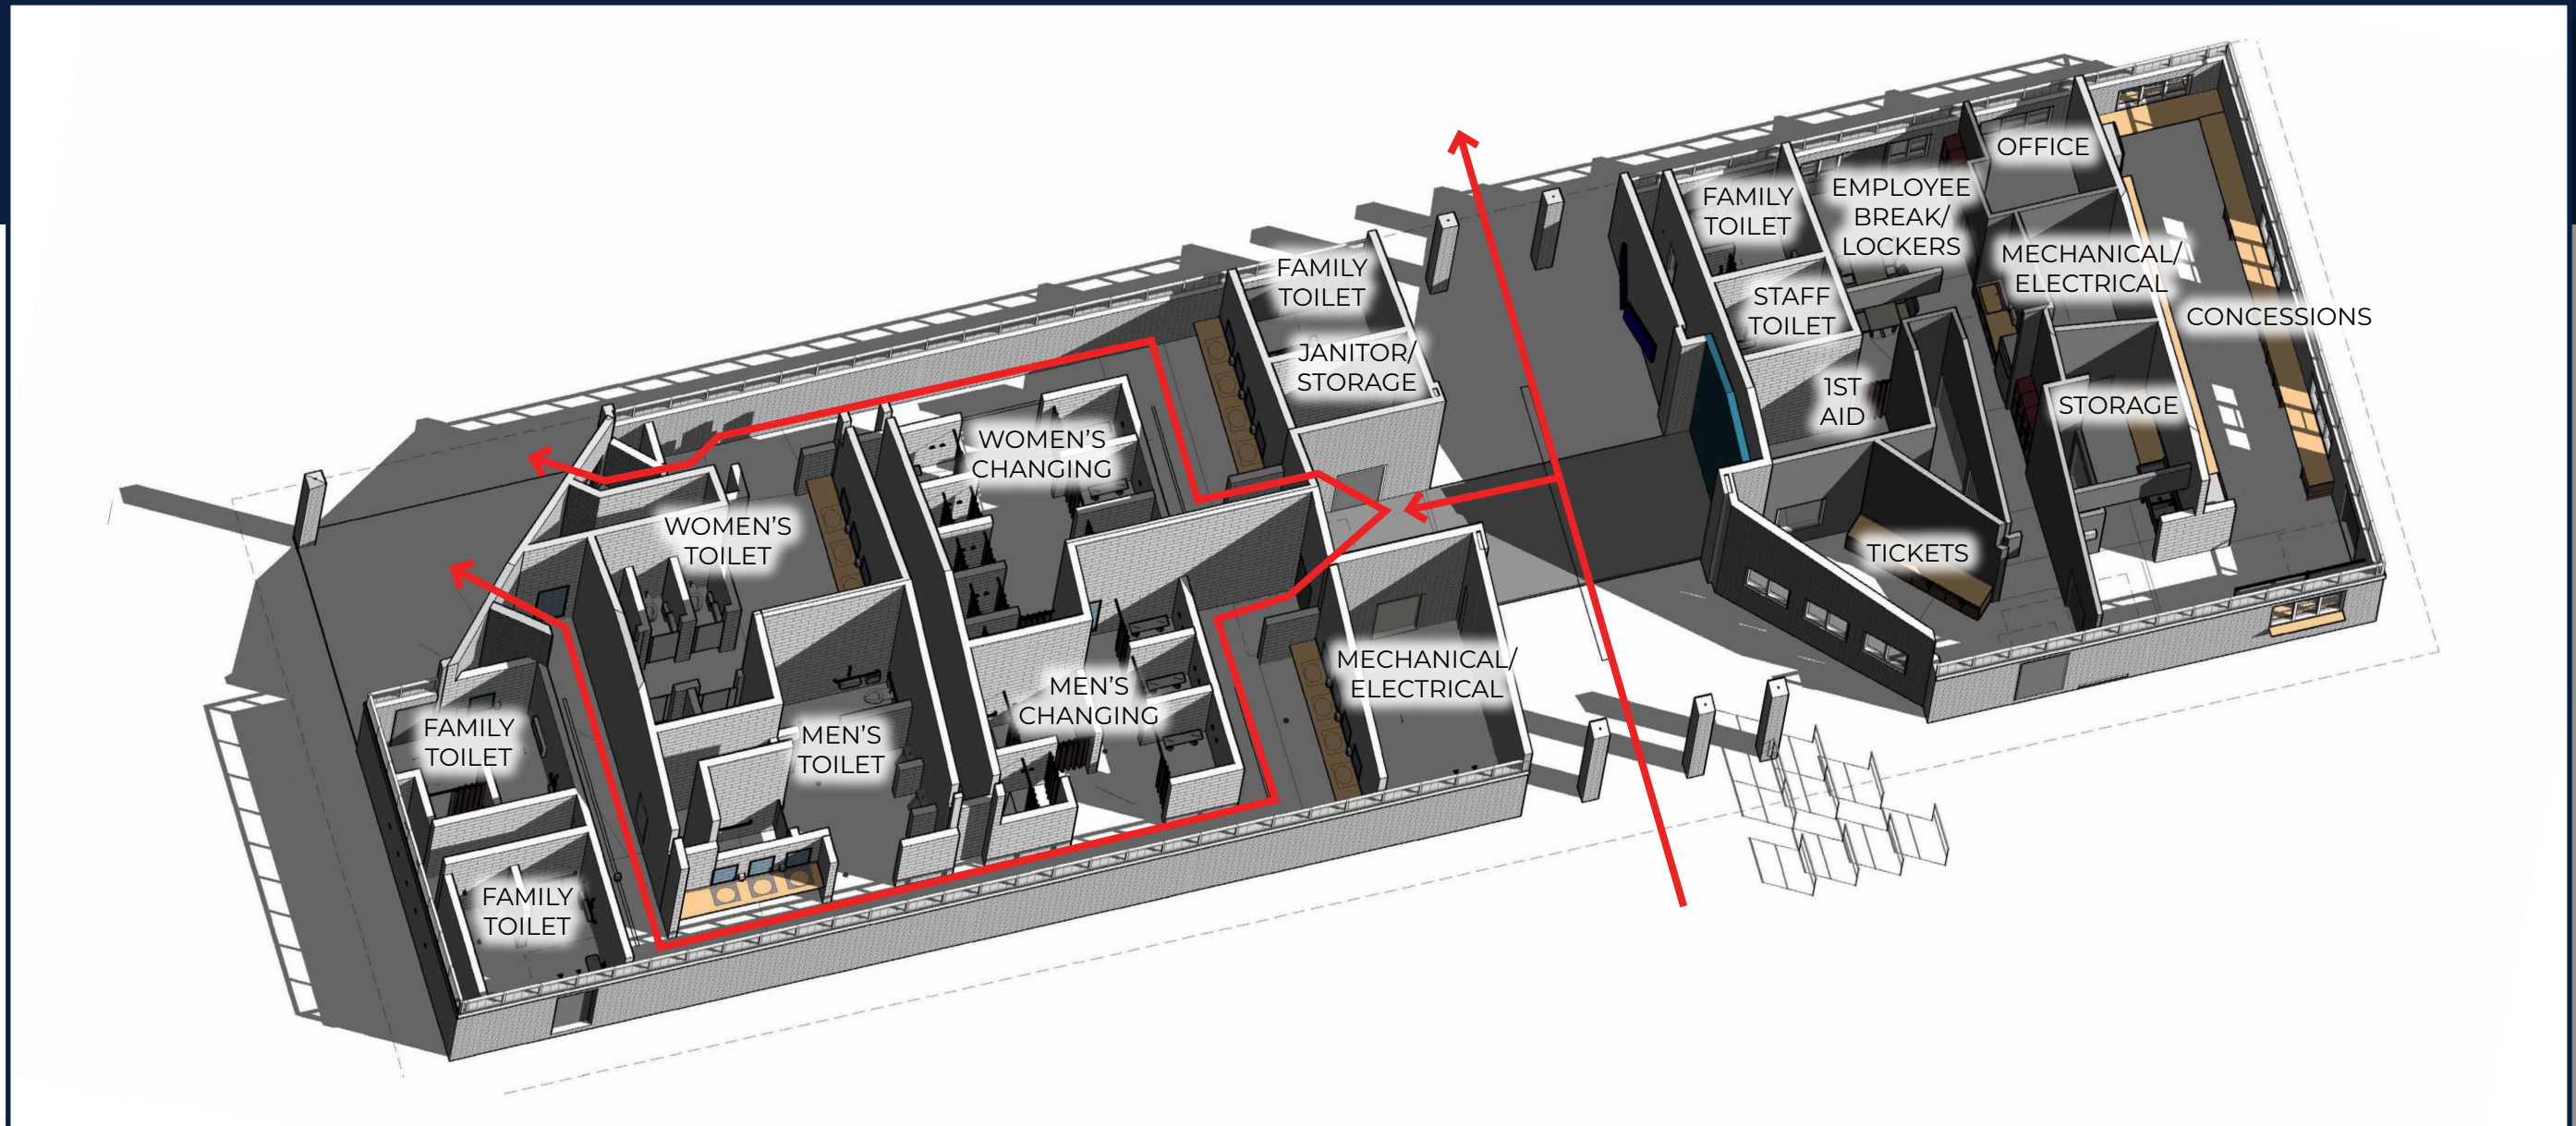 OFFICE
FAMILY
TOILET
EMPLOYEE
BREAK/
LOCKERS
MECHANICAL/
ELECTRICAL
FAMILY
TOILET
STAFF
TOILET
CONCESSIONS
JANITOR/
STORAGE
1ST
AID
STORAGE
WOMEN'S
CHANGING
WOMEN'S
TOILET
TICKETS
MECHANICAL/
ELECTRICAL
MEN'S
CHANGING
FAMILY
TOILET
MEN'S
TOILET
FAMILY
TOILET